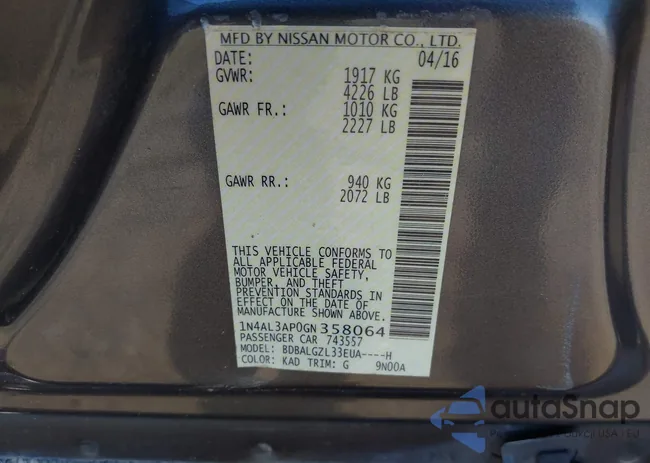 MFD BY NISSAN MOTOR CO., LTD.
DATE: 04/16
GVWR: 1917 KG
4226 LB
GAWR FR.: 1010 KG
2227 LB
GAWR RR.: 940 KG
2072 LB
THIS VEHICLE CONFORMS TO
ALL APPLICABLE FEDERAL
MOTOR VEHICLE SAFETY,
BUMPER, AND THEFT
PREVENTION STANDARDS IN
EFFECT ON THE DATE OF
MANUFACTURE SHOWN ABOVE.
1N4AL3AP0GN358064
PASSENGER CAR 743557
MODEL: BDBALGZL33EUA----H
COLOR: KAD TRIM: G 9N00A
autoSnap